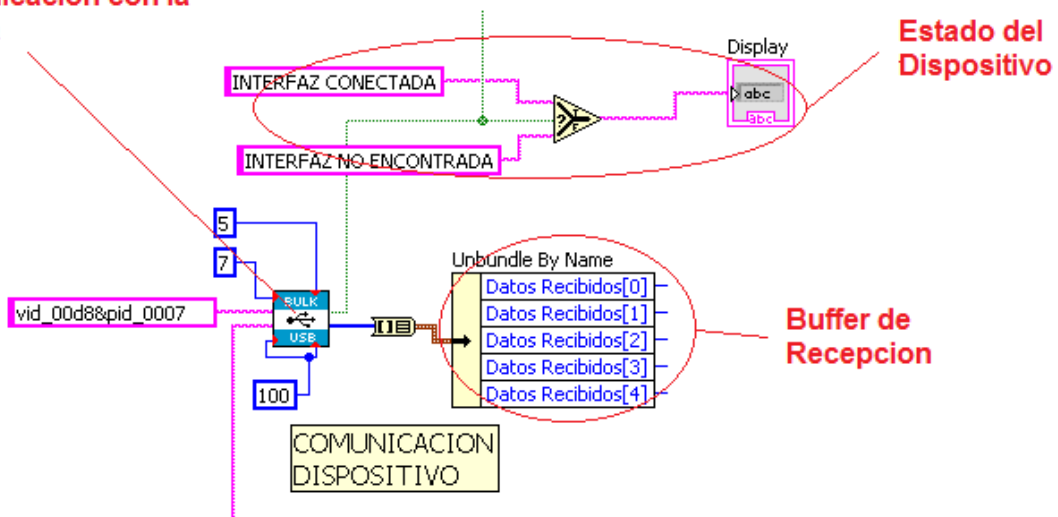 Estado del
Dispositivo
Display
INTERFAZ CONECTADA
abc
abc
?
T
F
INTERFAZ NO ENCONTRADA
5
7
Unbundle By Name
Datos Recibidos[0]
vid_00d8&pid_0007
BULK
USB
Datos Recibidos[1]
Datos Recibidos[2]
Datos Recibidos[3]
Datos Recibidos[4]
Buffer de
Recepcion
100
COMUNICACION
DISPOSITIVO